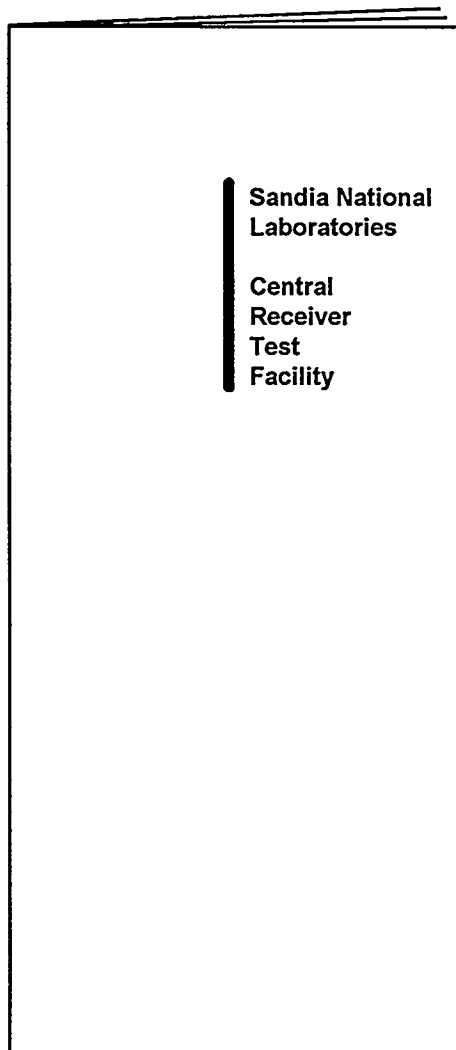 Sandia National
Laboratories
Central
Receiver
Test
Facility